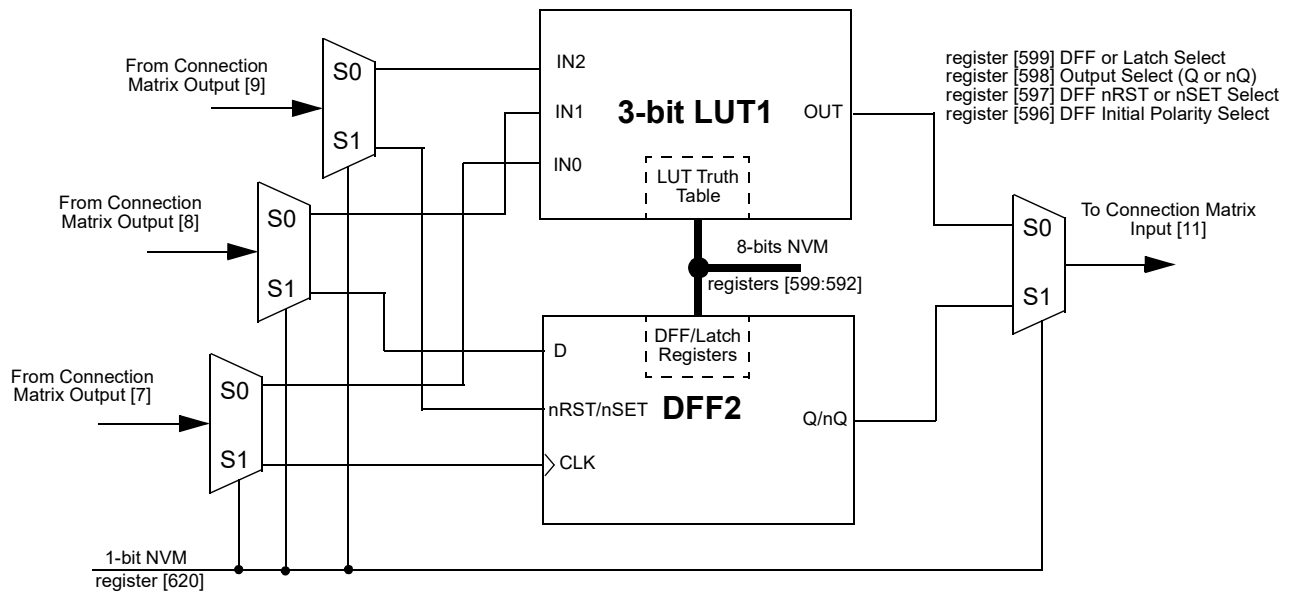 From Connection
Matrix Output [9]
S0
S1
From Connection
Matrix Output [8]
S0
S1
From Connection
Matrix Output [7]
S0
S1
1-bit NVM
register [620]
IN2
IN1
IN0
3-bit LUT1
OUT
LUT Truth
Table
8-bits NVM
registers [599:592]
DFF/Latch
Registers
D
nRST/nSET
DFF2
CLK
Q/nQ
register [599] DFF or Latch Select
register [598] Output Select (Q or nQ)
register [597] DFF nRST or nSET Select
register [596] DFF Initial Polarity Select
S0
S1
To Connection Matrix
Input [11]